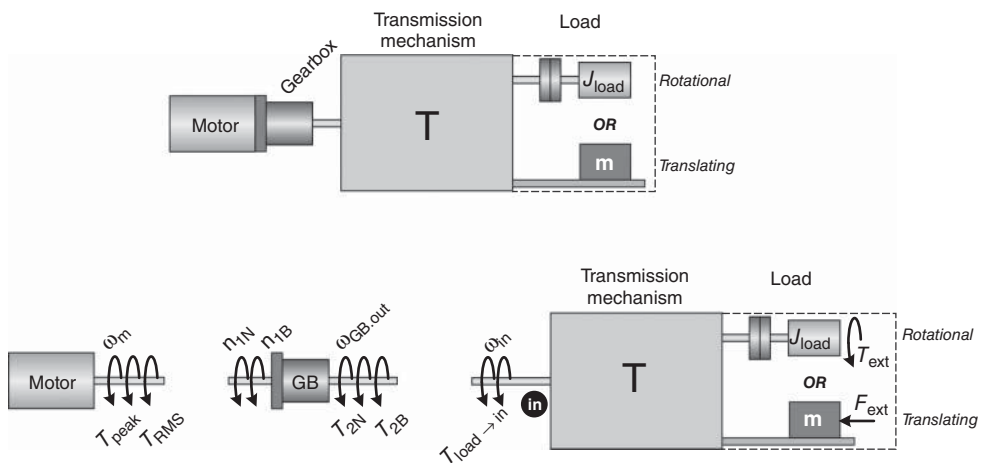 Transmission
mechanism
Load
Gearbox
Motor
T
J_load
Rotational
OR
m
Translating
Transmission
mechanism
Load
ω_m
n_1N
n_1B
ω_GB.out
ω_in
Motor
GB
in
T
J_load
T_ext
Rotational
OR
m
F_ext
Translating
T_peak
T_RMS
T_2N
T_2B
T_load → in